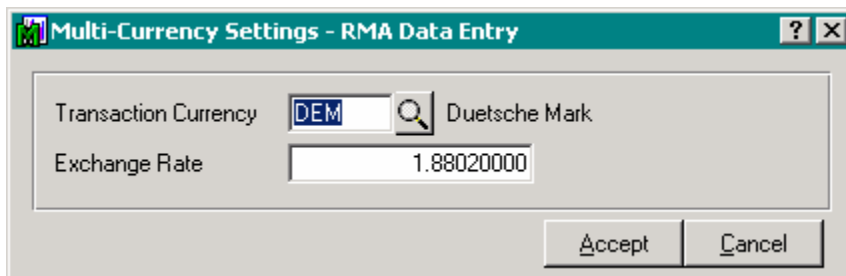 Multi-Currency Settings - RMA Data Entry
Transaction Currency DEM Duetsche Mark
Exchange Rate 1.88020000
Accept Cancel